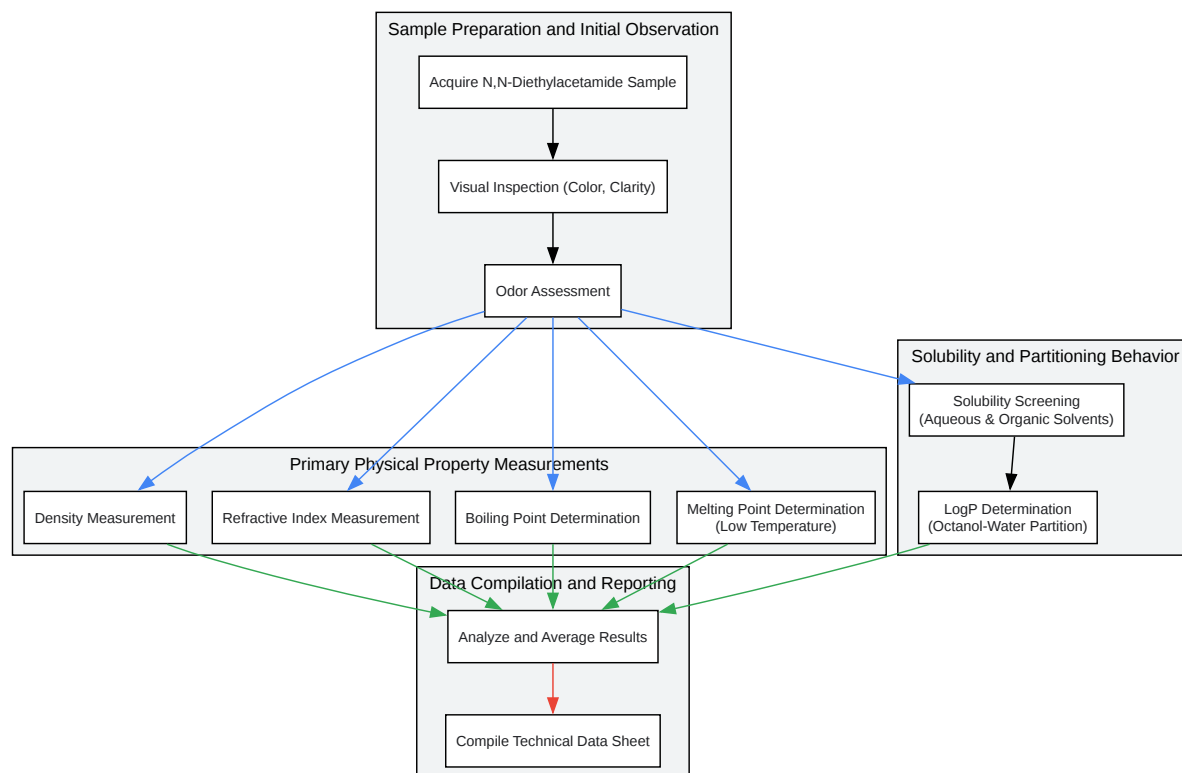 Sample Preparation and Initial Observation
Acquire N,N-Diethylacetamide Sample
Visual Inspection (Color, Clarity)
Odor Assessment
Solubility and Partitioning Behavior
Solubility Screening
(Aqueous & Organic Solvents)
Primary Physical Property Measurements
Density Measurement
Refractive Index Measurement
Boiling Point Determination
Melting Point Determination
(Low Temperature)
LogP Determination
(Octanol-Water Partition)
Data Compilation and Reporting
Analyze and Average Results
Compile Technical Data Sheet